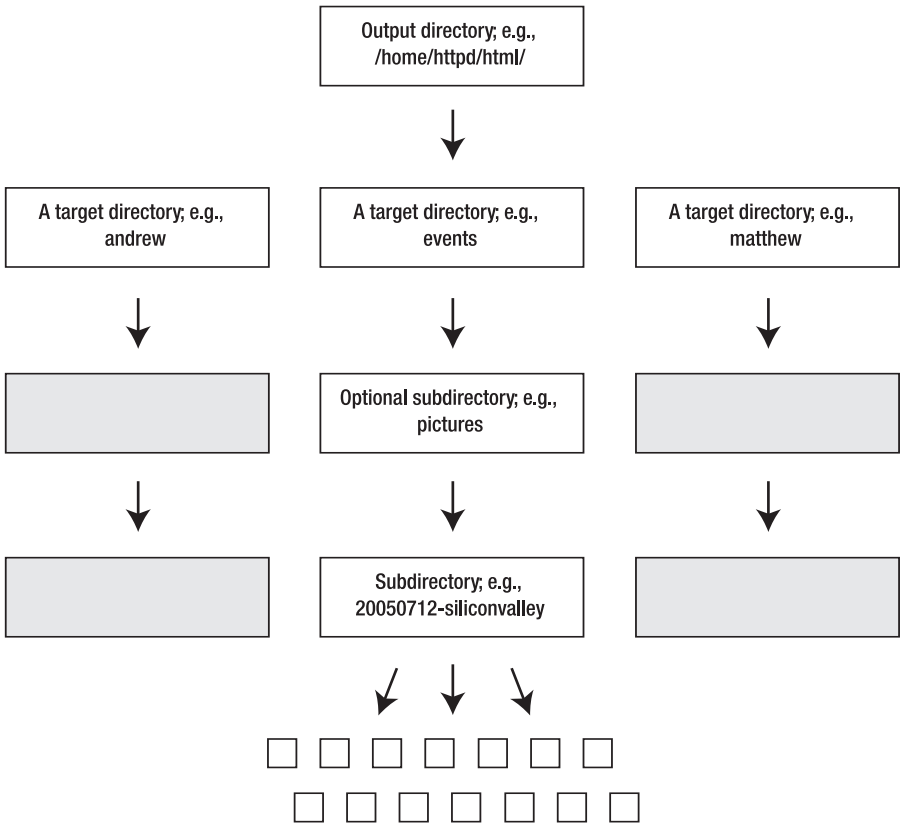 Output directory; e.g.,
/home/httpd/html/
A target directory; e.g.,
andrew
A target directory; e.g.,
events
A target directory; e.g.,
matthew
Optional subdirectory; e.g.,
pictures
Subdirectory; e.g.,
20050712-siliconvalley